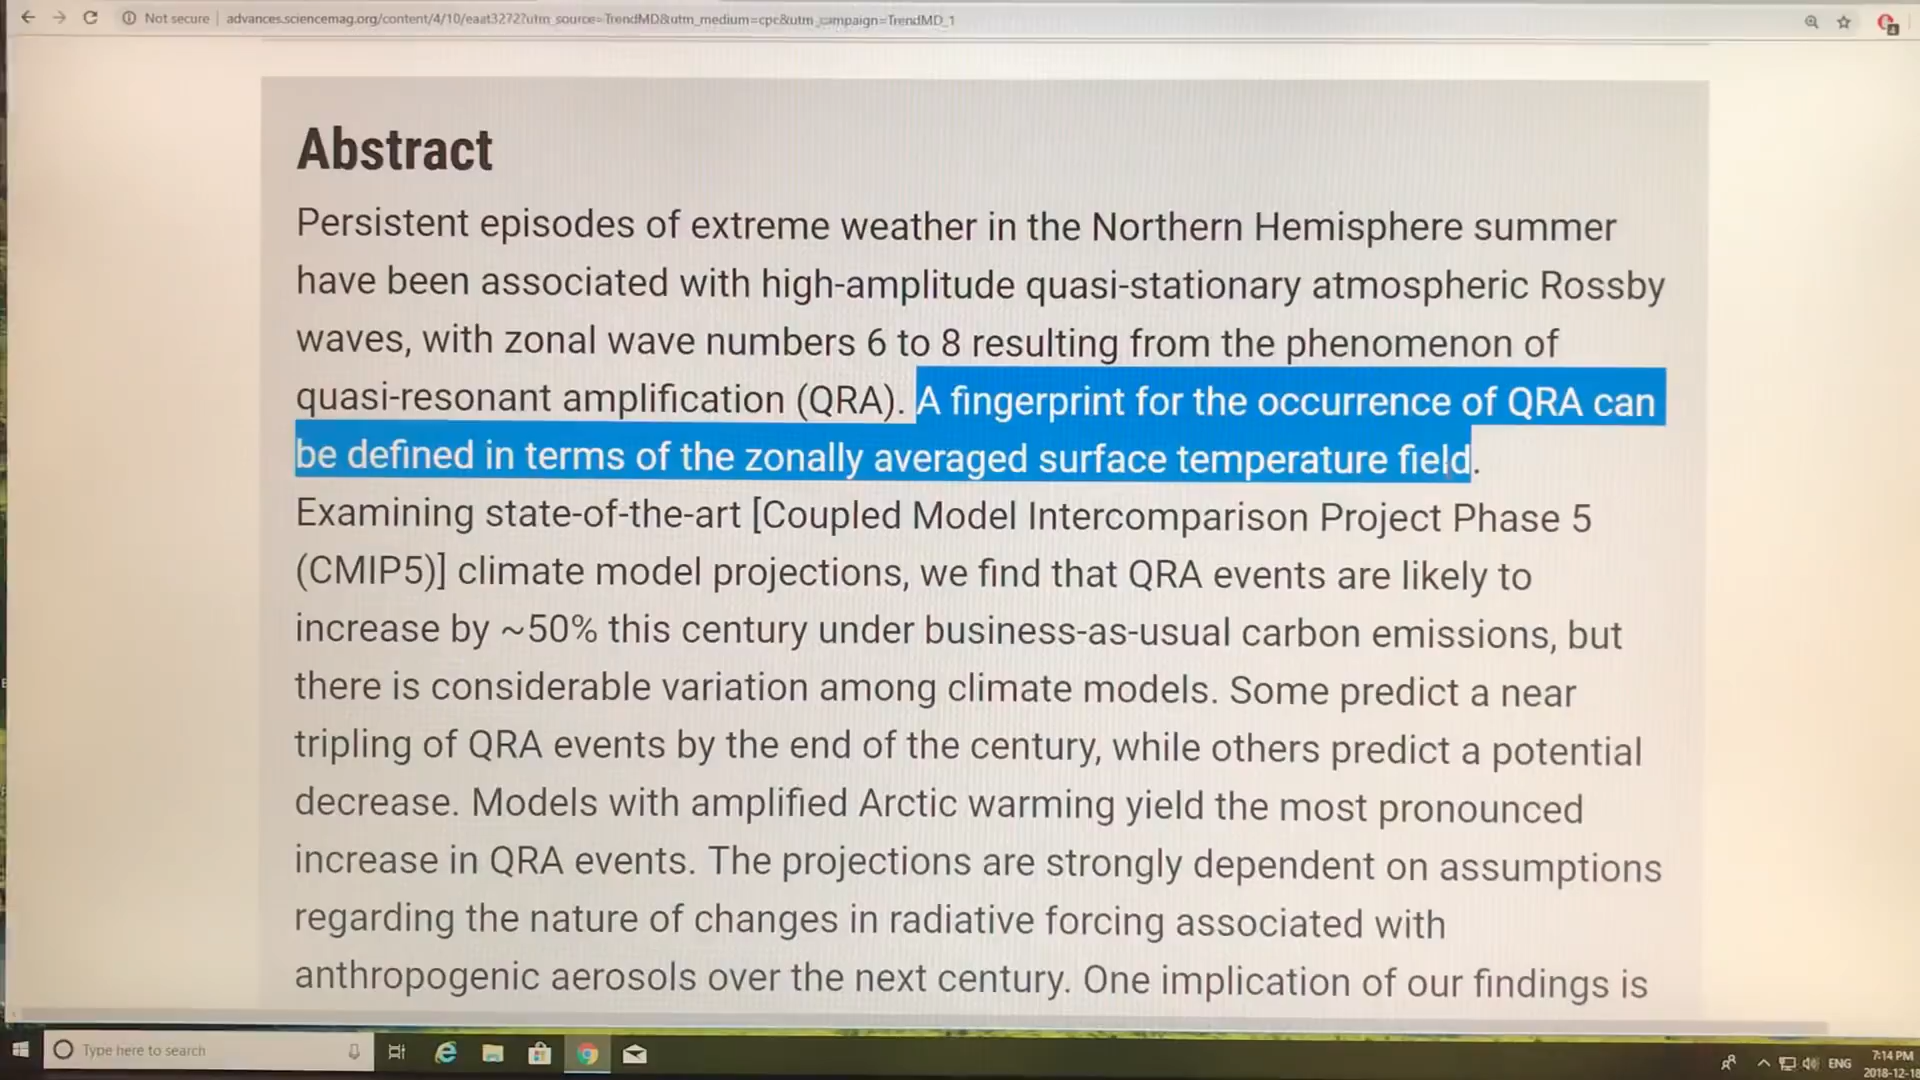 Not secure | advances.sciencemag.org/content/4/10/eaat3272?utm_source=TrendMD&utm_medium=cpc&utm_campaign=TrendMD_1
Abstract
Persistent episodes of extreme weather in the Northern Hemisphere summer
have been associated with high-amplitude quasi-stationary atmospheric Rossby
waves, with zonal wave numbers 6 to 8 resulting from the phenomenon of
quasi-resonant amplification (QRA). A fingerprint for the occurrence of QRA can
be defined in terms of the zonally averaged surface temperature field.
Examining state-of-the-art [Coupled Model Intercomparison Project Phase 5
(CMIP5)] climate model projections, we find that QRA events are likely to
increase by ~50% this century under business-as-usual carbon emissions, but
there is considerable variation among climate models. Some predict a near
tripling of QRA events by the end of the century, while others predict a potential
decrease. Models with amplified Arctic warming yield the most pronounced
increase in QRA events. The projections are strongly dependent on assumptions
regarding the nature of changes in radiative forcing associated with
anthropogenic aerosols over the next century. One implication of our findings is
Type here to search
ENG
7:14 PM
2018-12-18